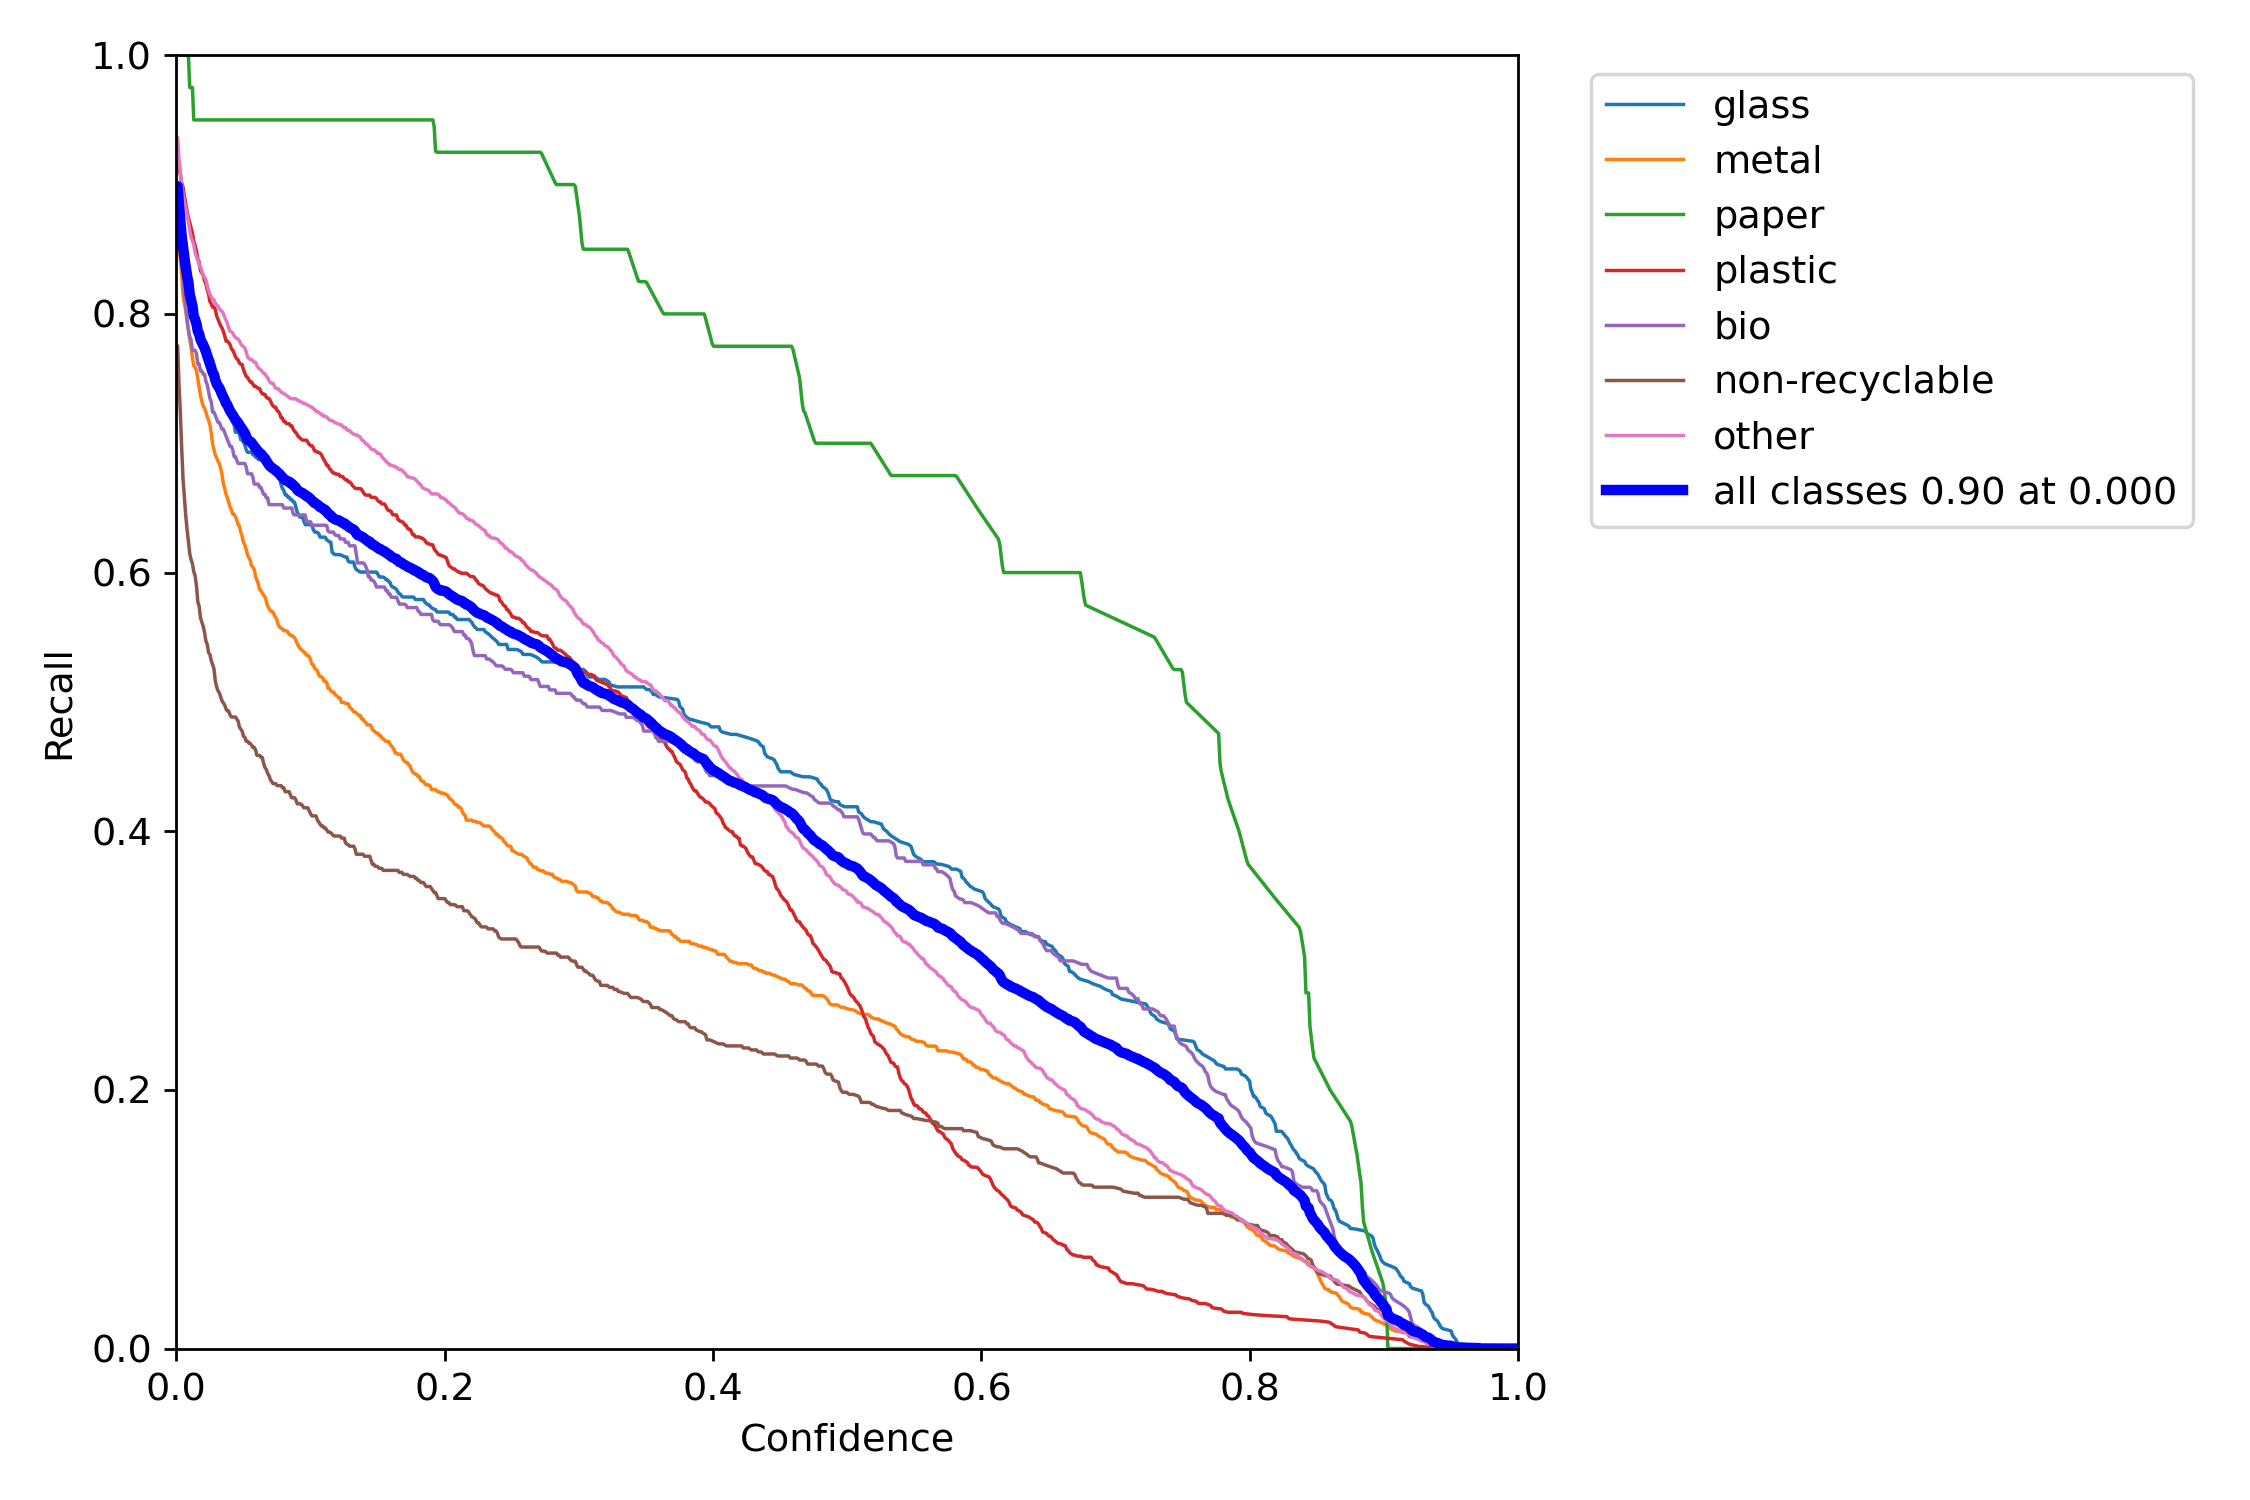 1.0
0.8
0.6
0.4
0.2
0.0
Recall
0.0 0.2 0.4 0.6 0.8 1.0
Confidence
glass
metal
paper
plastic
bio
non-recyclable
other
all classes 0.90 at 0.000